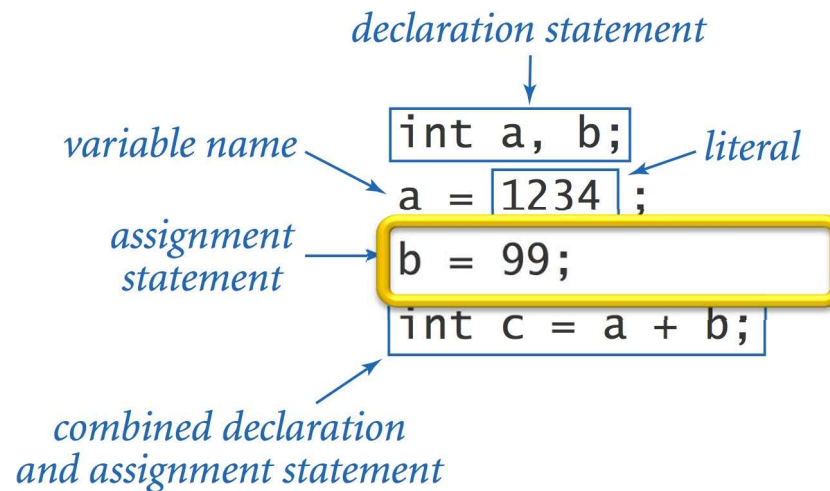 declaration statement
int a, b;
variable name
literal
a = 1234 ;
assignment
statement
b = 99;
int c = a + b;
combined declaration
and assignment statement